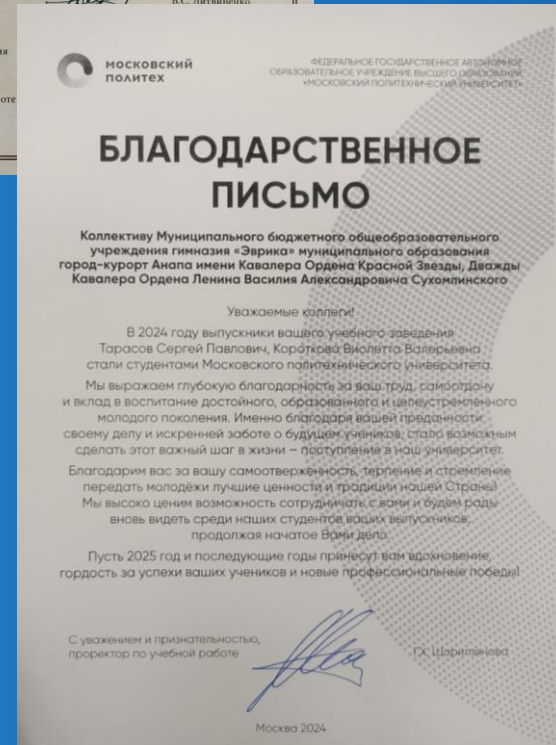 В.С. Литвиненко
московский
политех
ФЕДЕРАЛЬНОЕ ГОСУДАРСТВЕННОЕ АВТОНОМНОЕ
ОБРАЗОВАТЕЛЬНОЕ УЧРЕЖДЕНИЕ ВЫСШЕГО ОБРАЗОВАНИЯ
«МОСКОВСКИЙ ПОЛИТЕХНИЧЕСКИЙ УНИВЕРСИТЕТ»
БЛАГОДАРСТВЕННОЕ
ПИСЬМО
Коллективу Муниципального бюджетного общеобразовательного
учреждения гимназия «Эврика» муниципального образования
город-курорт Анапа имени Кавалера Ордена Красной Звезды, Дважды
Кавалера Ордена Ленина Василия Александровича Сухомлинского
Уважаемые коллеги!
В 2024 году выпускники вашего учебного заведения
Тарасов Сергей Павлович, Короткова Виолетта Валерьевна
стали студентами Московского политехнического университета.
Мы выражаем глубокую благодарность за ваш труд, самоотдачу
и вклад в воспитание достойного, образованного и целеустремленного
молодого поколения. Именно благодаря вашей преданности
своему делу и искренней заботе о будущем учеников, стало возможным
сделать этот важный шаг в жизни – поступление в наш университет.
Благодарим вас за вашу самоотверженность, терпение и стремление
передать молодёжи лучшие ценности и традиции нашей Страны!
Мы высоко ценим возможность сотрудничать с вами и будем рады
вновь видеть среди наших студентов ваших выпускников,
продолжая начатое Вами дело.
Пусть 2025 год и последующие годы принесут вам вдохновение,
гордость за успехи ваших учеников и новые профессиональные победы!
С уважением и признательностью,
проректор по учебной работе
Г.Х. Шарипзянова
Москва 2024